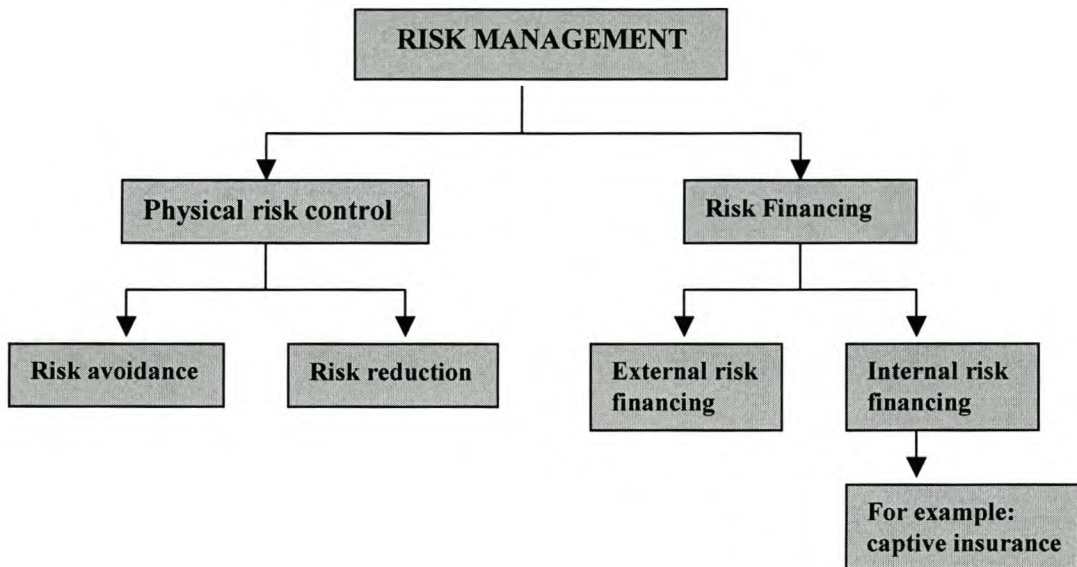 RISK MANAGEMENT
Physical risk control
Risk Financing
Risk avoidance
Risk reduction
External risk
financing
Internal risk
financing
For example:
captive insurance